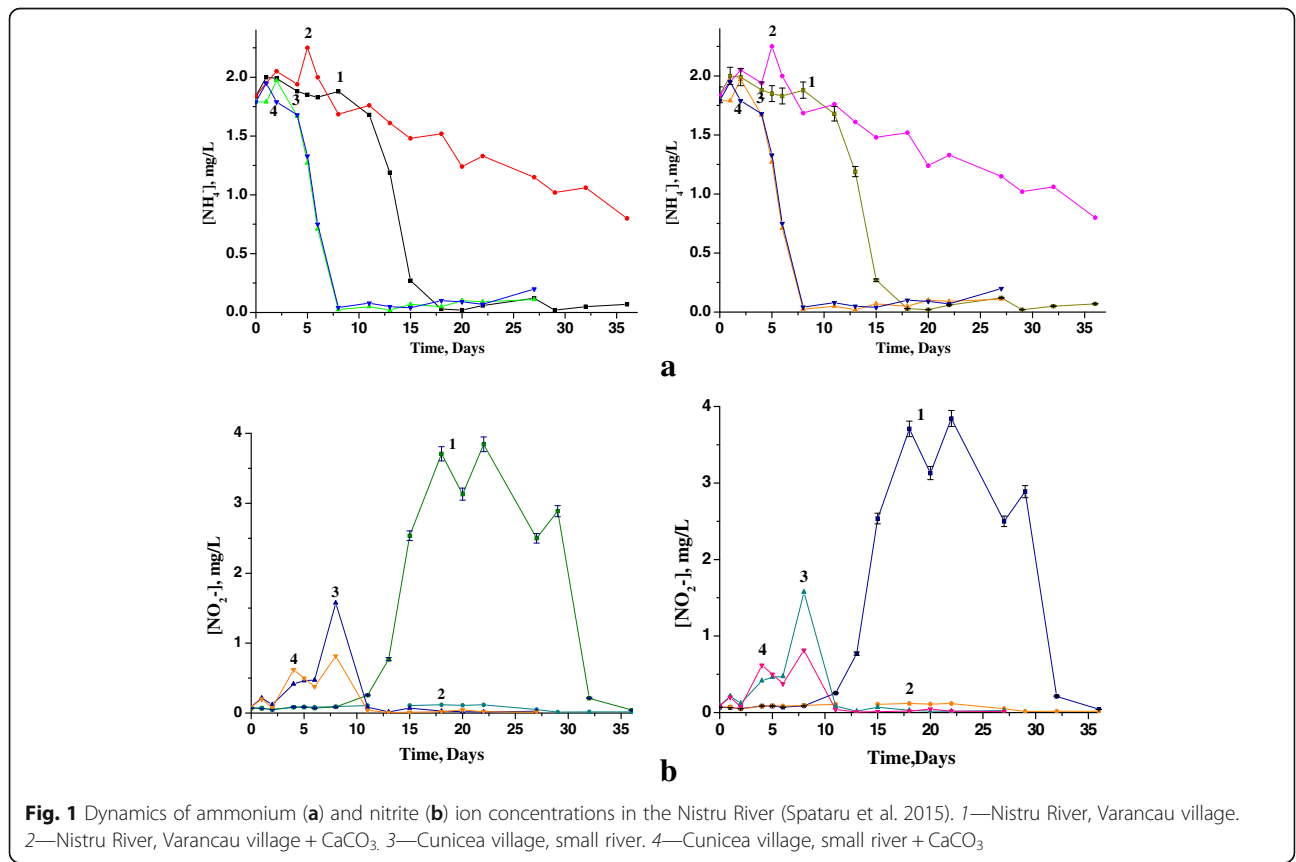 2
1
3
4
2.0
1.5
1.0
0.5
0.0
[NH₄⁺], mg/L
0 5 10 15 20 25 30 35
Time, Days
2
1
3
4
2.0
1.5
1.0
0.5
0.0
[NH₄⁺], mg/L
0 5 10 15 20 25 30 35
Time, Days
a
4
3
2
1
0
[NO₂-], mg/L
1
3
4
2
0 5 10 15 20 25 30 35
Time, Days
4
3
2
1
0
[NO₂-], mg/L
1
3
4
2
0 5 10 15 20 25 30 35
Time,Days
b
Fig. 1 Dynamics of ammonium (a) and nitrite (b) ion concentrations in the Nistru River (Spataru et al. 2015). 1—Nistru River, Varancau village.
2—Nistru River, Varancau village + CaCO₃. 3—Cunicea village, small river. 4—Cunicea village, small river + CaCO₃